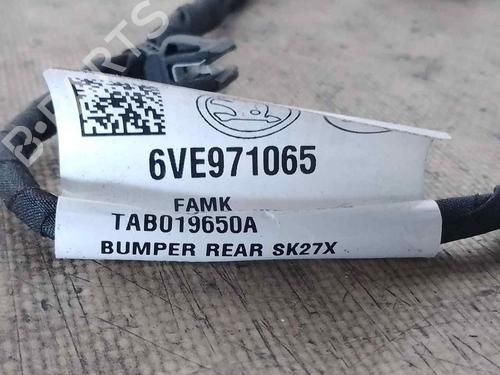 6VE971065
FAMK
TAB019650A
BUMPER REAR SK27X
B-PARTS